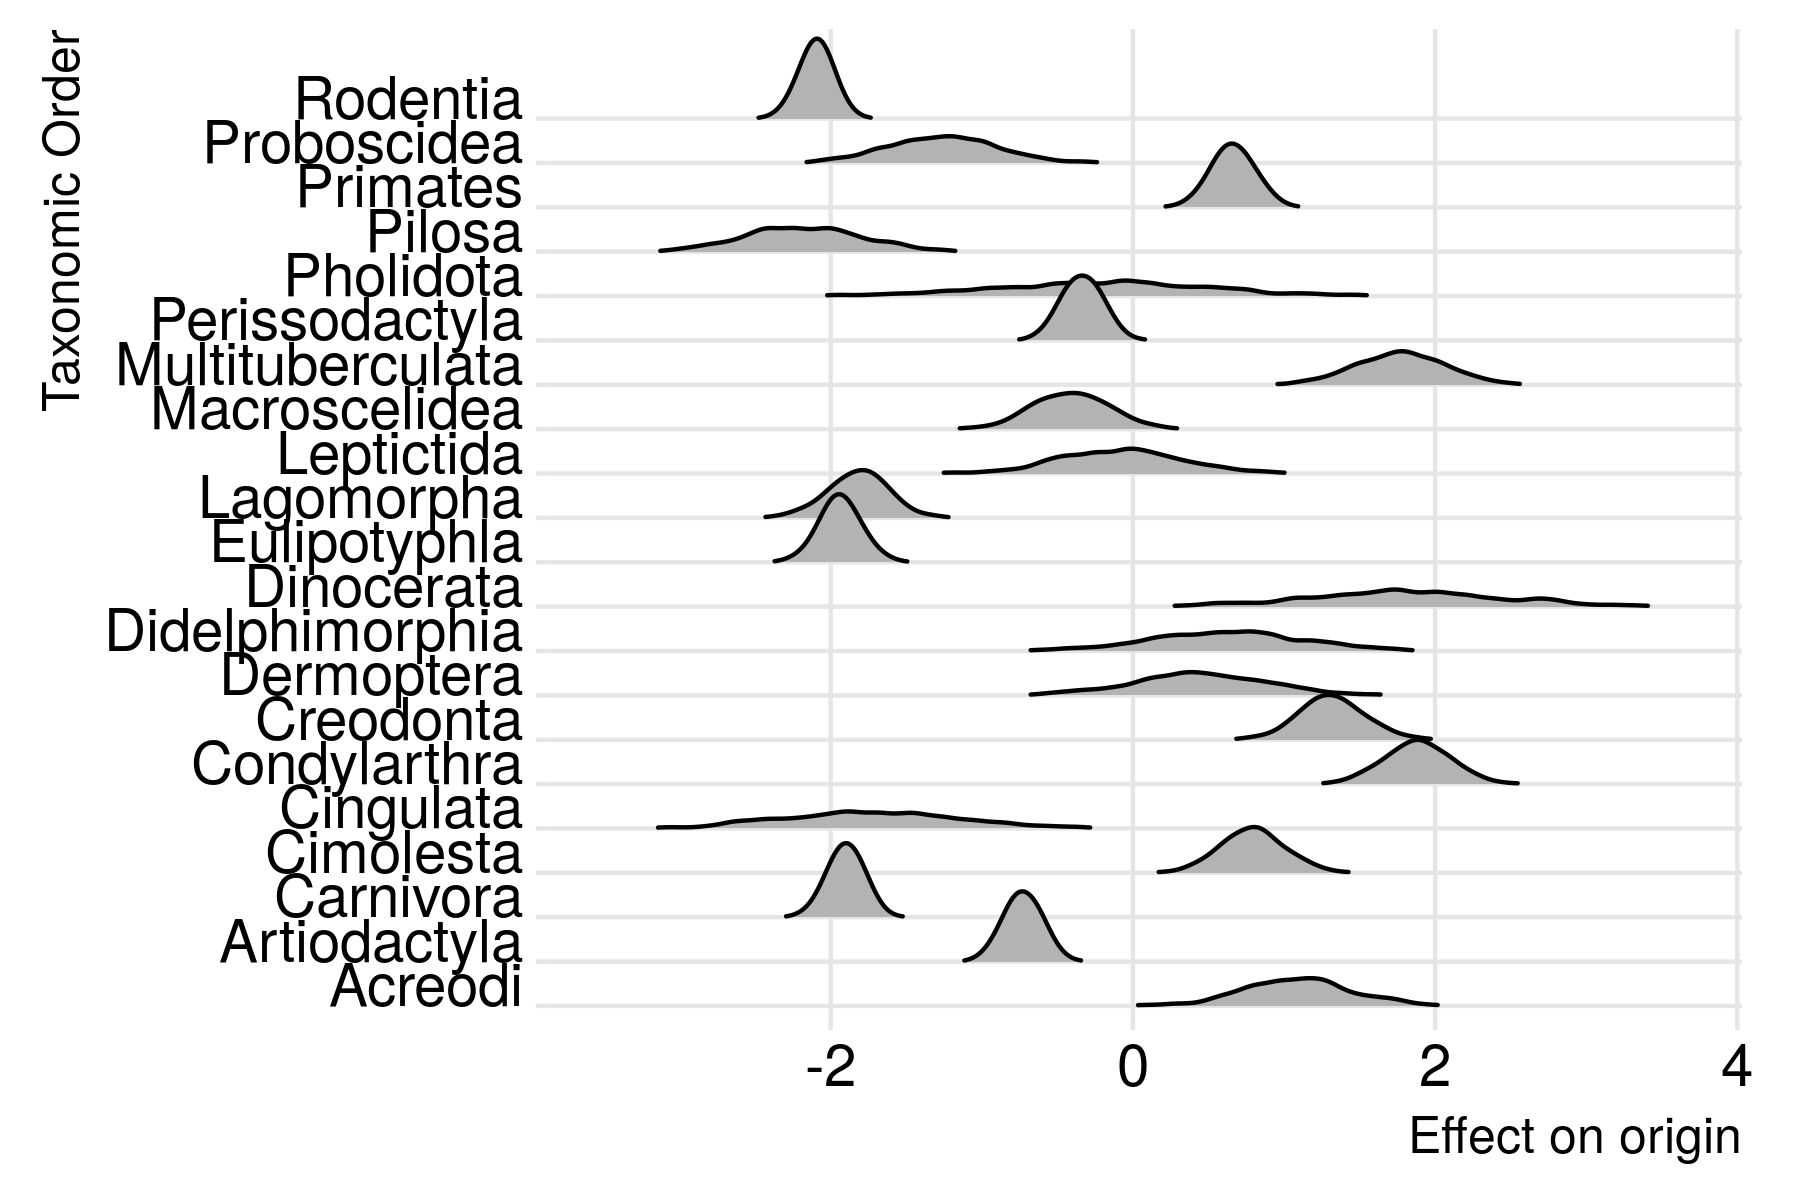 Taxonomic Order
Rodentia
Proboscidea
Primates
Pilosa
Pholidota
Perissodactyla
Multituberculata
Macroscelidea
Leptictida
Lagomorpha
Eulipotyphla
Dinocerata
Didelphimorphia
Dermoptera
Creodonta
Condylarthra
Cingulata
Cimolesta
Carnivora
Artiodactyla
Acreodi
-2 0 2 4
Effect on origin